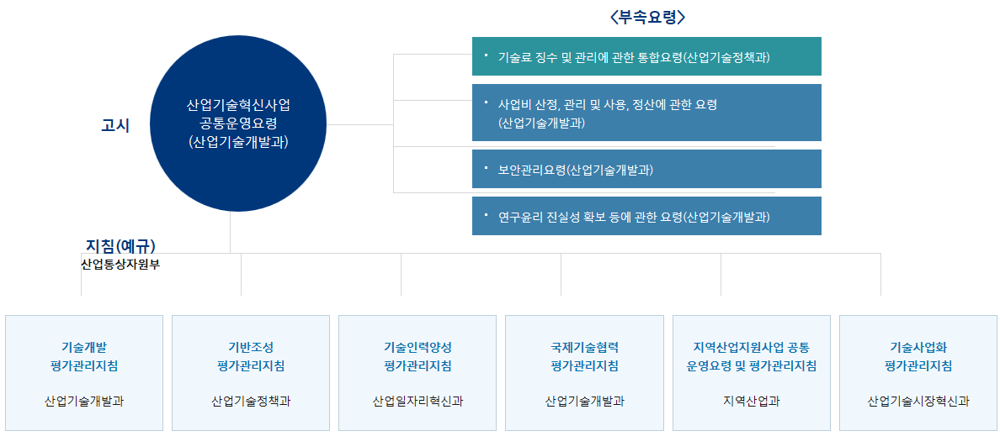 <부속요령>
고시
산업기술혁신사업
공통운영요령
(산업기술개발과)
· 기술료 징수 및 관리에 관한 통합요령(산업기술정책과)
· 사업비 산정, 관리 및 사용, 정산에 관한 요령
(산업기술개발과)
· 보안관리요령(산업기술개발과)
· 연구윤리 진실성 확보 등에 관한 요령(산업기술개발과)
지침(예규)
산업통상자원부
기술개발
평가관리지침
산업기술개발과
기반조성
평가관리지침
산업기술정책과
기술인력양성
평가관리지침
산업일자리혁신과
국제기술협력
평가관리지침
산업기술개발과
지역산업지원사업 공통
운영요령 및 평가관리지침
지역산업과
기술사업화
평가관리지침
산업기술시장혁신과